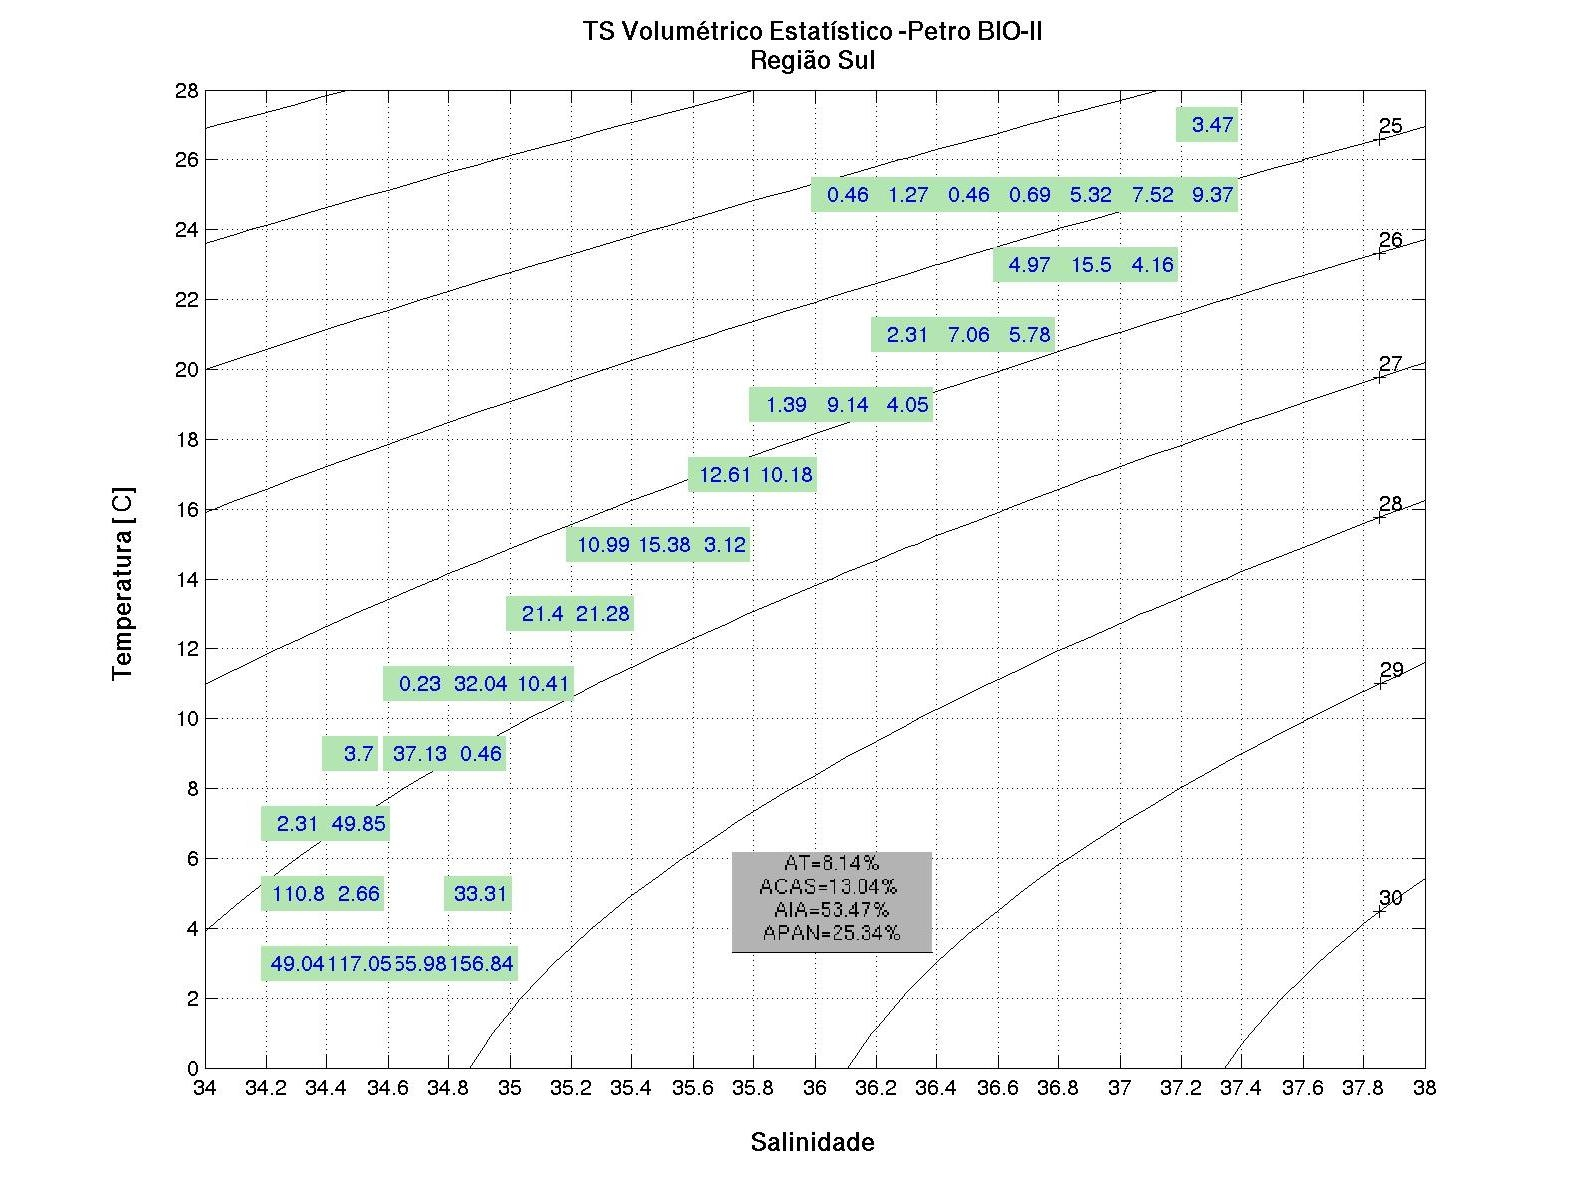 TS Volumétrico Estatístico -Petro BIO-II
Região Sul
28
3.47
25
26
0.46 1.27 0.46 0.69 5.32 7.52 9.37
24
26
4.97 15.5 4.16
22
2.31 7.06 5.78
20
27
1.39 9.14 4.05
18
12.61 10.18
16
28
10.99 15.38 3.12
14
21.4 21.28
12
0.23 32.04 10.41
29
10
3.7 37.13 0.46
8
2.31 49.85
6
AT=8.14%
ACAS=13.04%
AIA=53.47%
APAN=25.34%
110.8 2.66 33.31
30
4
49.04 117.05 55.98 156.84
2
0
34 34.2 34.4 34.6 34.8 35 35.2 35.4 35.6 35.8 36 36.2 36.4 36.6 36.8 37 37.2 37.4 37.6 37.8 38
Salinidade
Temperatura [ C]